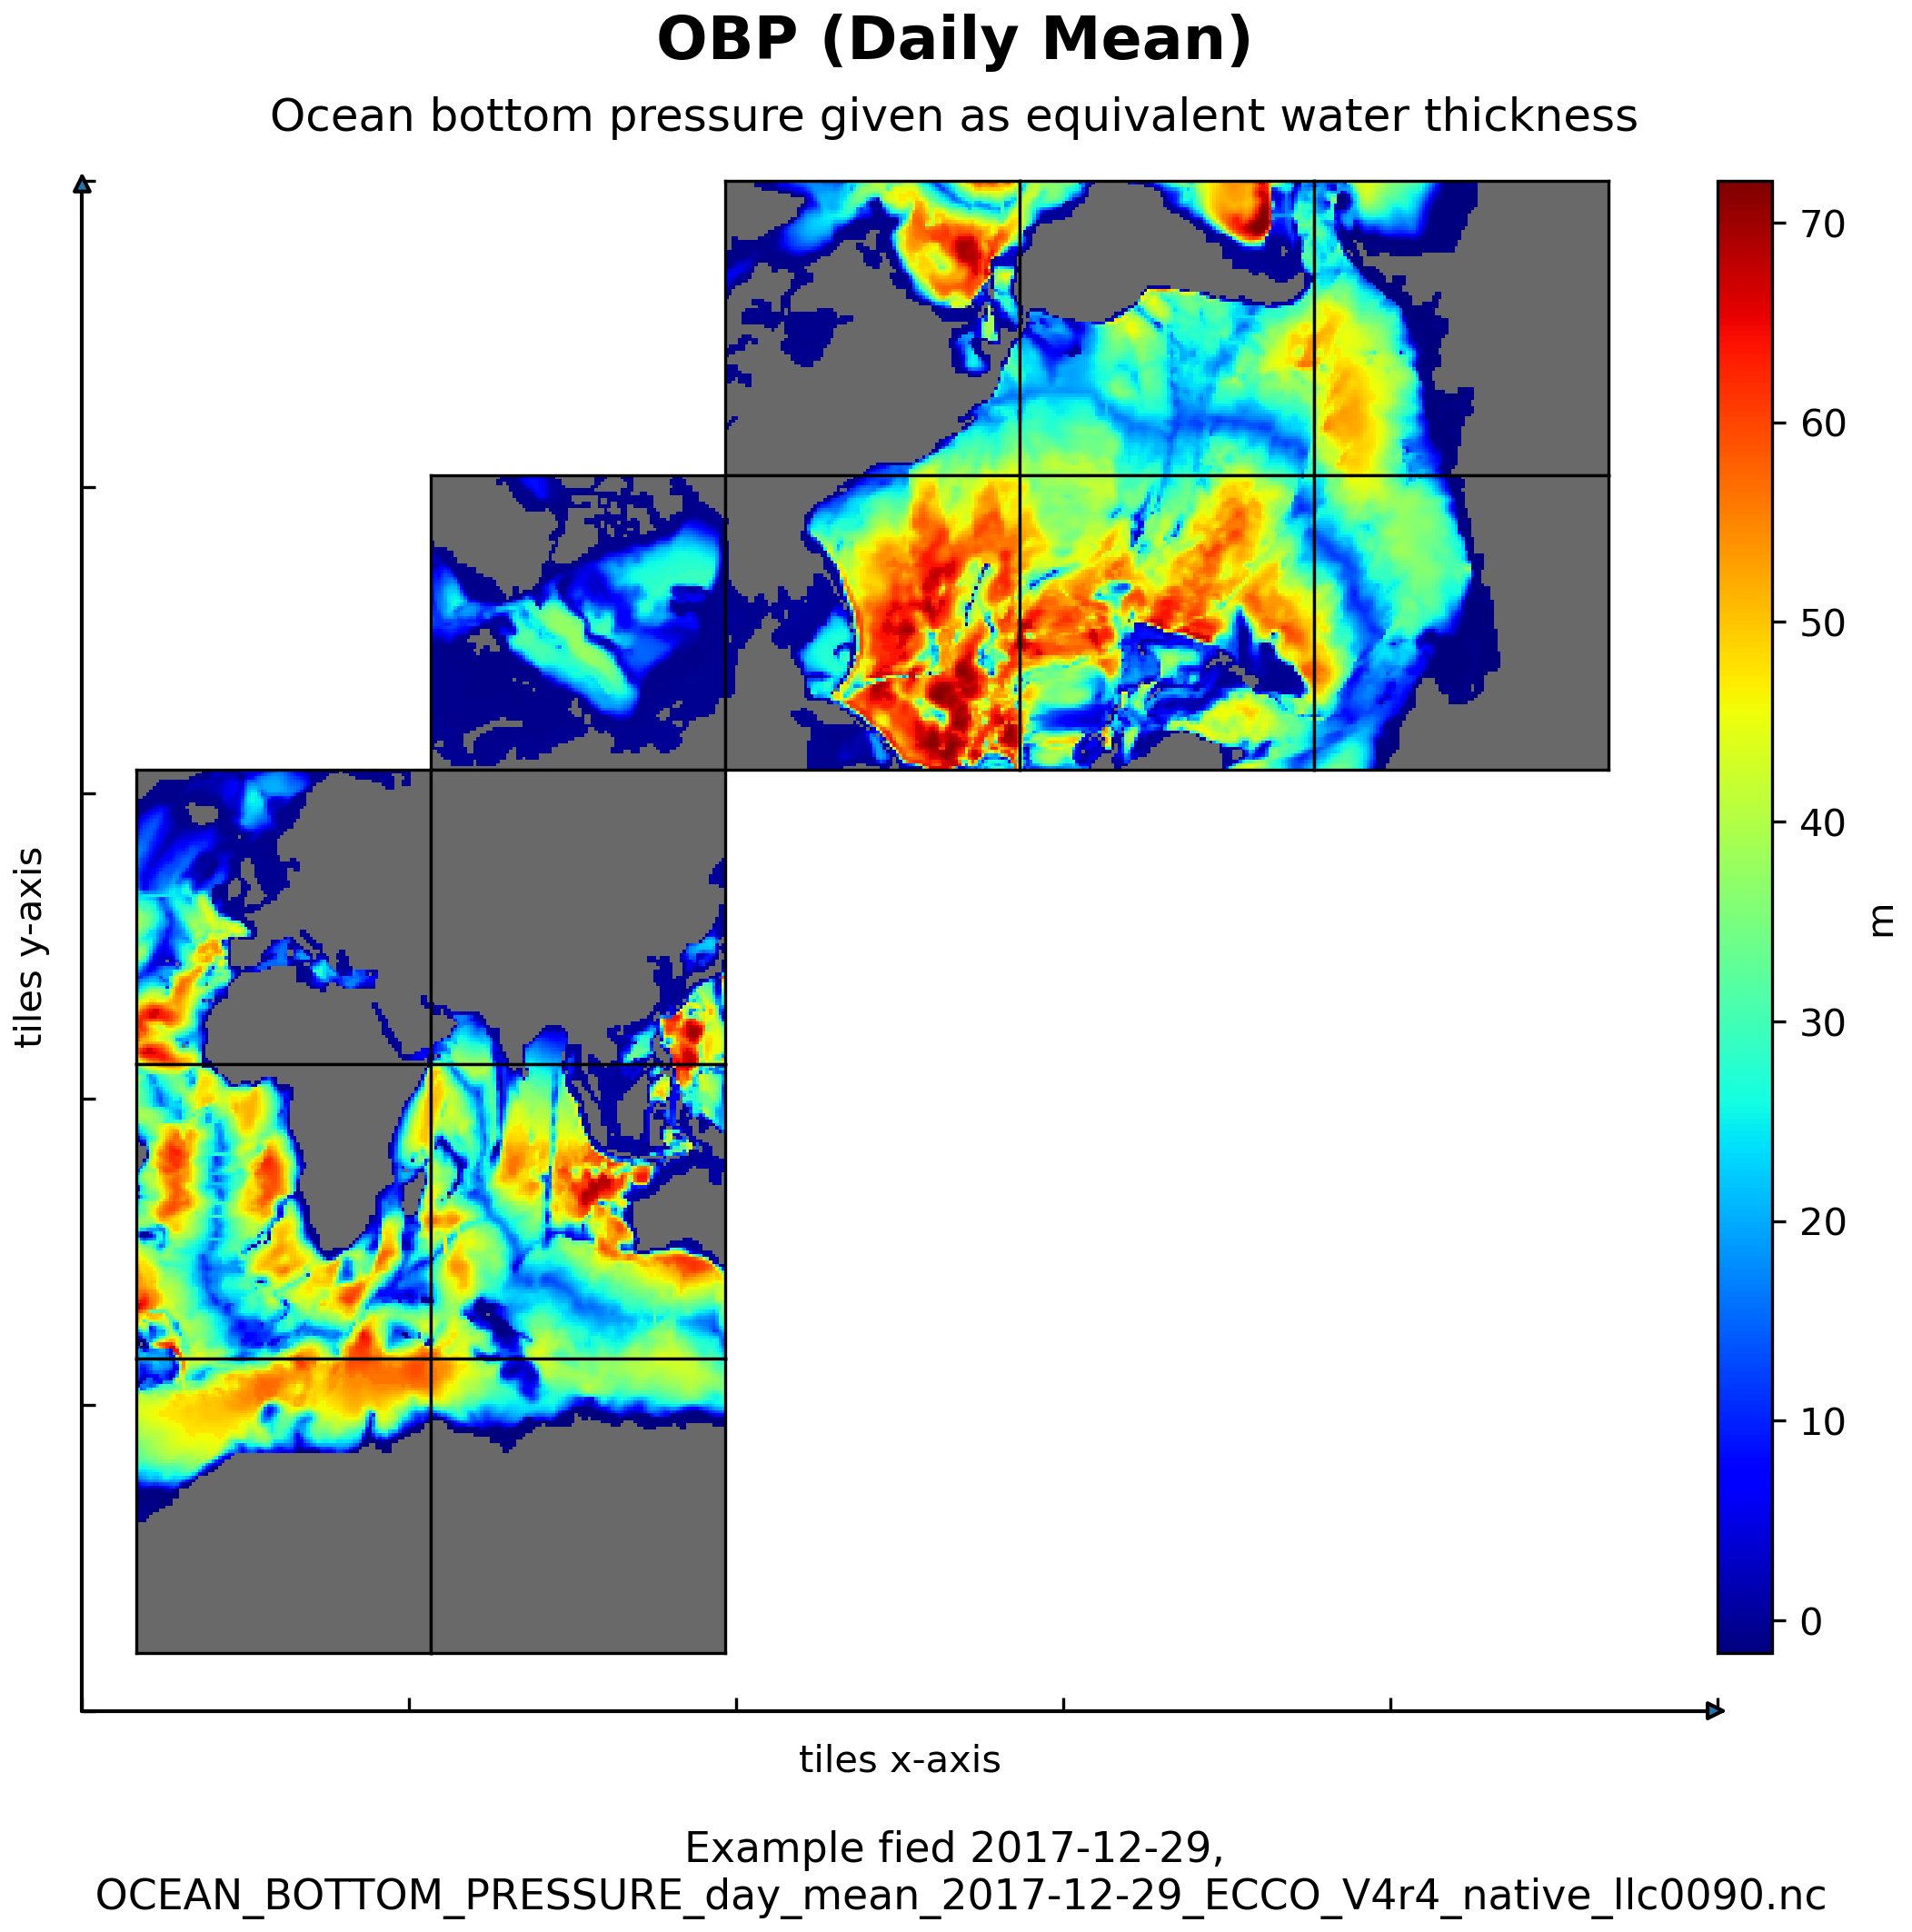 OBP (Daily Mean)
Ocean bottom pressure given as equivalent water thickness
70
60
50
40
30
20
10
0
m
tiles y-axis
tiles x-axis
Example fied 2017-12-29,
OCEAN_BOTTOM_PRESSURE_day_mean_2017-12-29_ECCO_V4r4_native_llc0090.nc